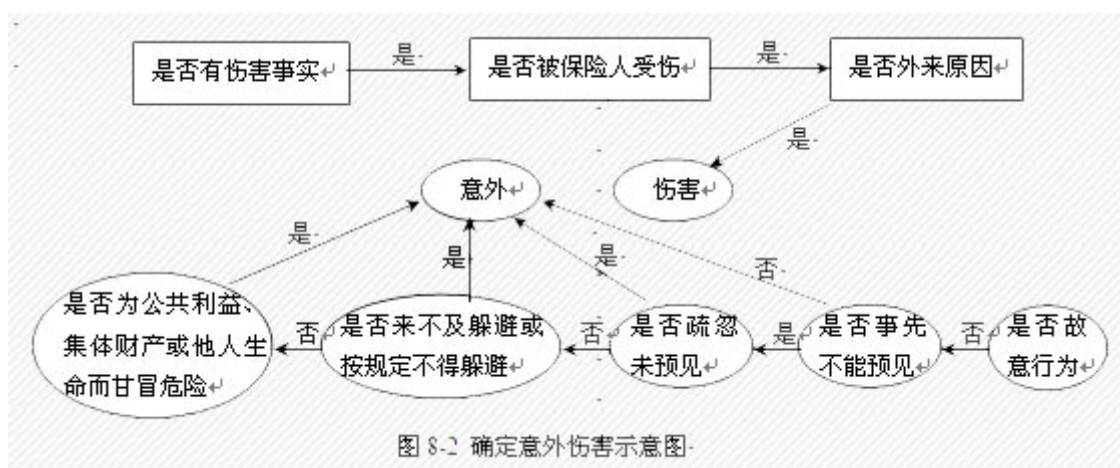 是否有伤害事实
是
是否被保险人受伤
是
是否外来原因
是
意外
伤害
是
是
是
否
是否为公共利益、
集体财产或他人生
命而甘冒危险
否
是否来不及躲避或
按规定不得躲避
否
是否疏忽
未预见
是
是否事先
不能预见
否
是否故
意行为
图 8-2 确定意外伤害示意图